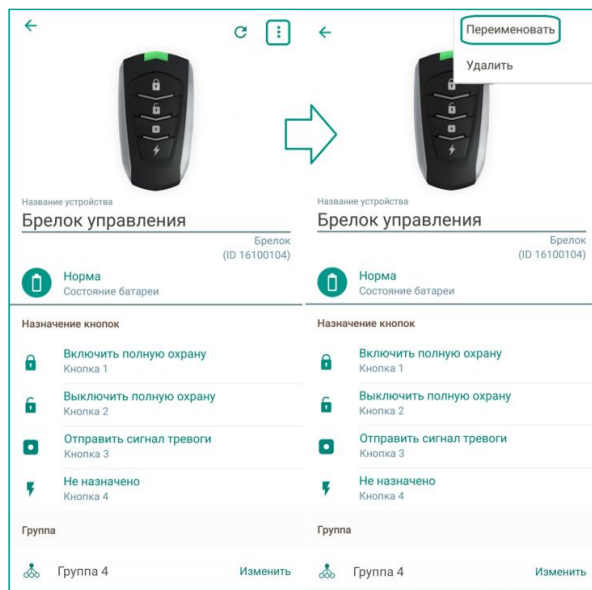 Название устройства
Брелок управления
Брелок
(ID 16100104)
Норма
Состояние батареи
Назначение кнопок
Включить полную охрану
Кнопка 1
Выключить полную охрану
Кнопка 2
Отправить сигнал тревоги
Кнопка 3
Не назначено
Кнопка 4
Группа
Группа 4 Изменить
Переименовать
Удалить
Название устройства
Брелок управления
Брелок
(ID 16100104)
Норма
Состояние батареи
Назначение кнопок
Включить полную охрану
Кнопка 1
Выключить полную охрану
Кнопка 2
Отправить сигнал тревоги
Кнопка 3
Не назначено
Кнопка 4
Группа
Группа 4 Изменить